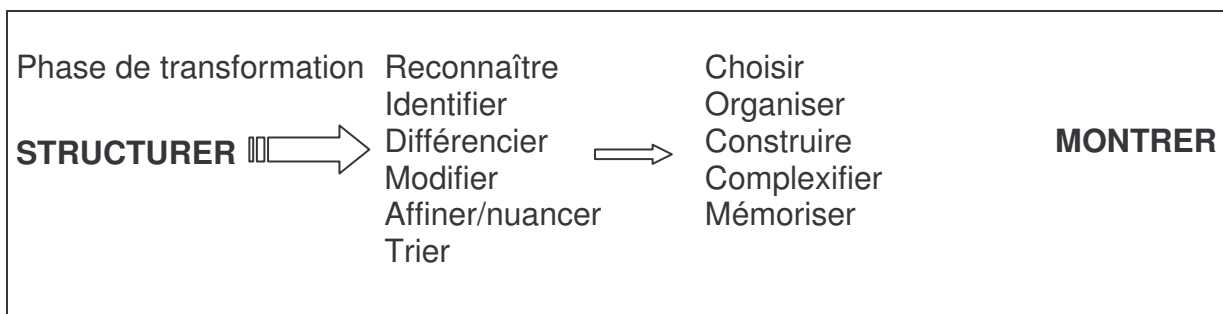 Phase de transformation
STRUCTURER
Reconnaître
Identifier
Différencier
Modifier
Affiner/nuancer
Trier
Choisir
Organiser
Construire
Complexifier
Mémoriser
MONTRER